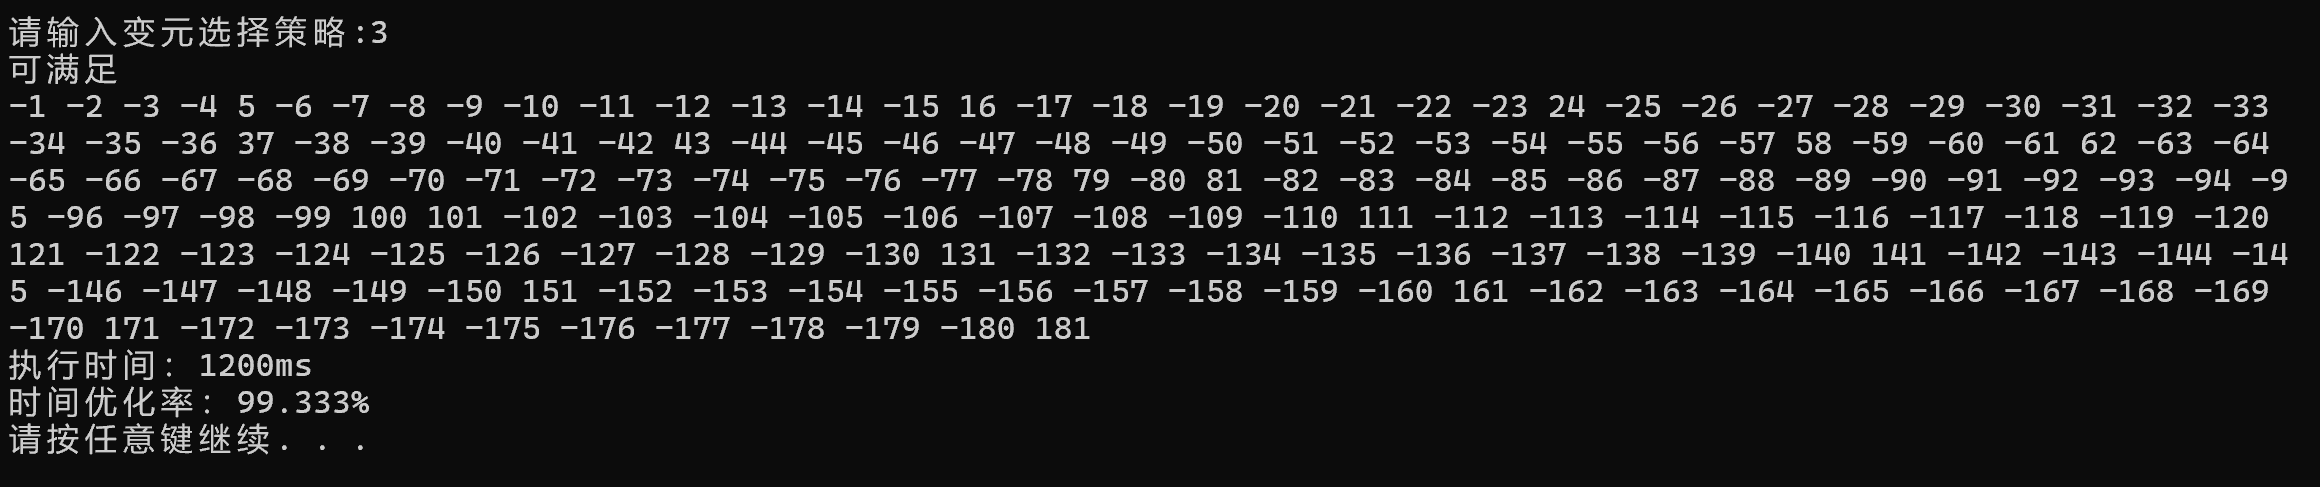 请输入变元选择策略:3
可满足
-1 -2 -3 -4 5 -6 -7 -8 -9 -10 -11 -12 -13 -14 -15 16 -17 -18 -19 -20 -21 -22 -23 24 -25 -26 -27 -28 -29 -30 -31 -32 -33
-34 -35 -36 37 -38 -39 -40 -41 -42 43 -44 -45 -46 -47 -48 -49 -50 -51 -52 -53 -54 -55 -56 -57 58 -59 -60 -61 62 -63 -64
-65 -66 -67 -68 -69 -70 -71 -72 -73 -74 -75 -76 -77 -78 79 -80 81 -82 -83 -84 -85 -86 -87 -88 -89 -90 -91 -92 -93 -94 -9
5 -96 -97 -98 -99 100 101 -102 -103 -104 -105 -106 -107 -108 -109 -110 111 -112 -113 -114 -115 -116 -117 -118 -119 -120
121 -122 -123 -124 -125 -126 -127 -128 -129 -130 131 -132 -133 -134 -135 -136 -137 -138 -139 -140 141 -142 -143 -144 -14
5 -146 -147 -148 -149 -150 151 -152 -153 -154 -155 -156 -157 -158 -159 -160 161 -162 -163 -164 -165 -166 -167 -168 -169
-170 171 -172 -173 -174 -175 -176 -177 -178 -179 -180 181
执行时间: 1200ms
时间优化率: 99.333%
请按任意键继续. . .